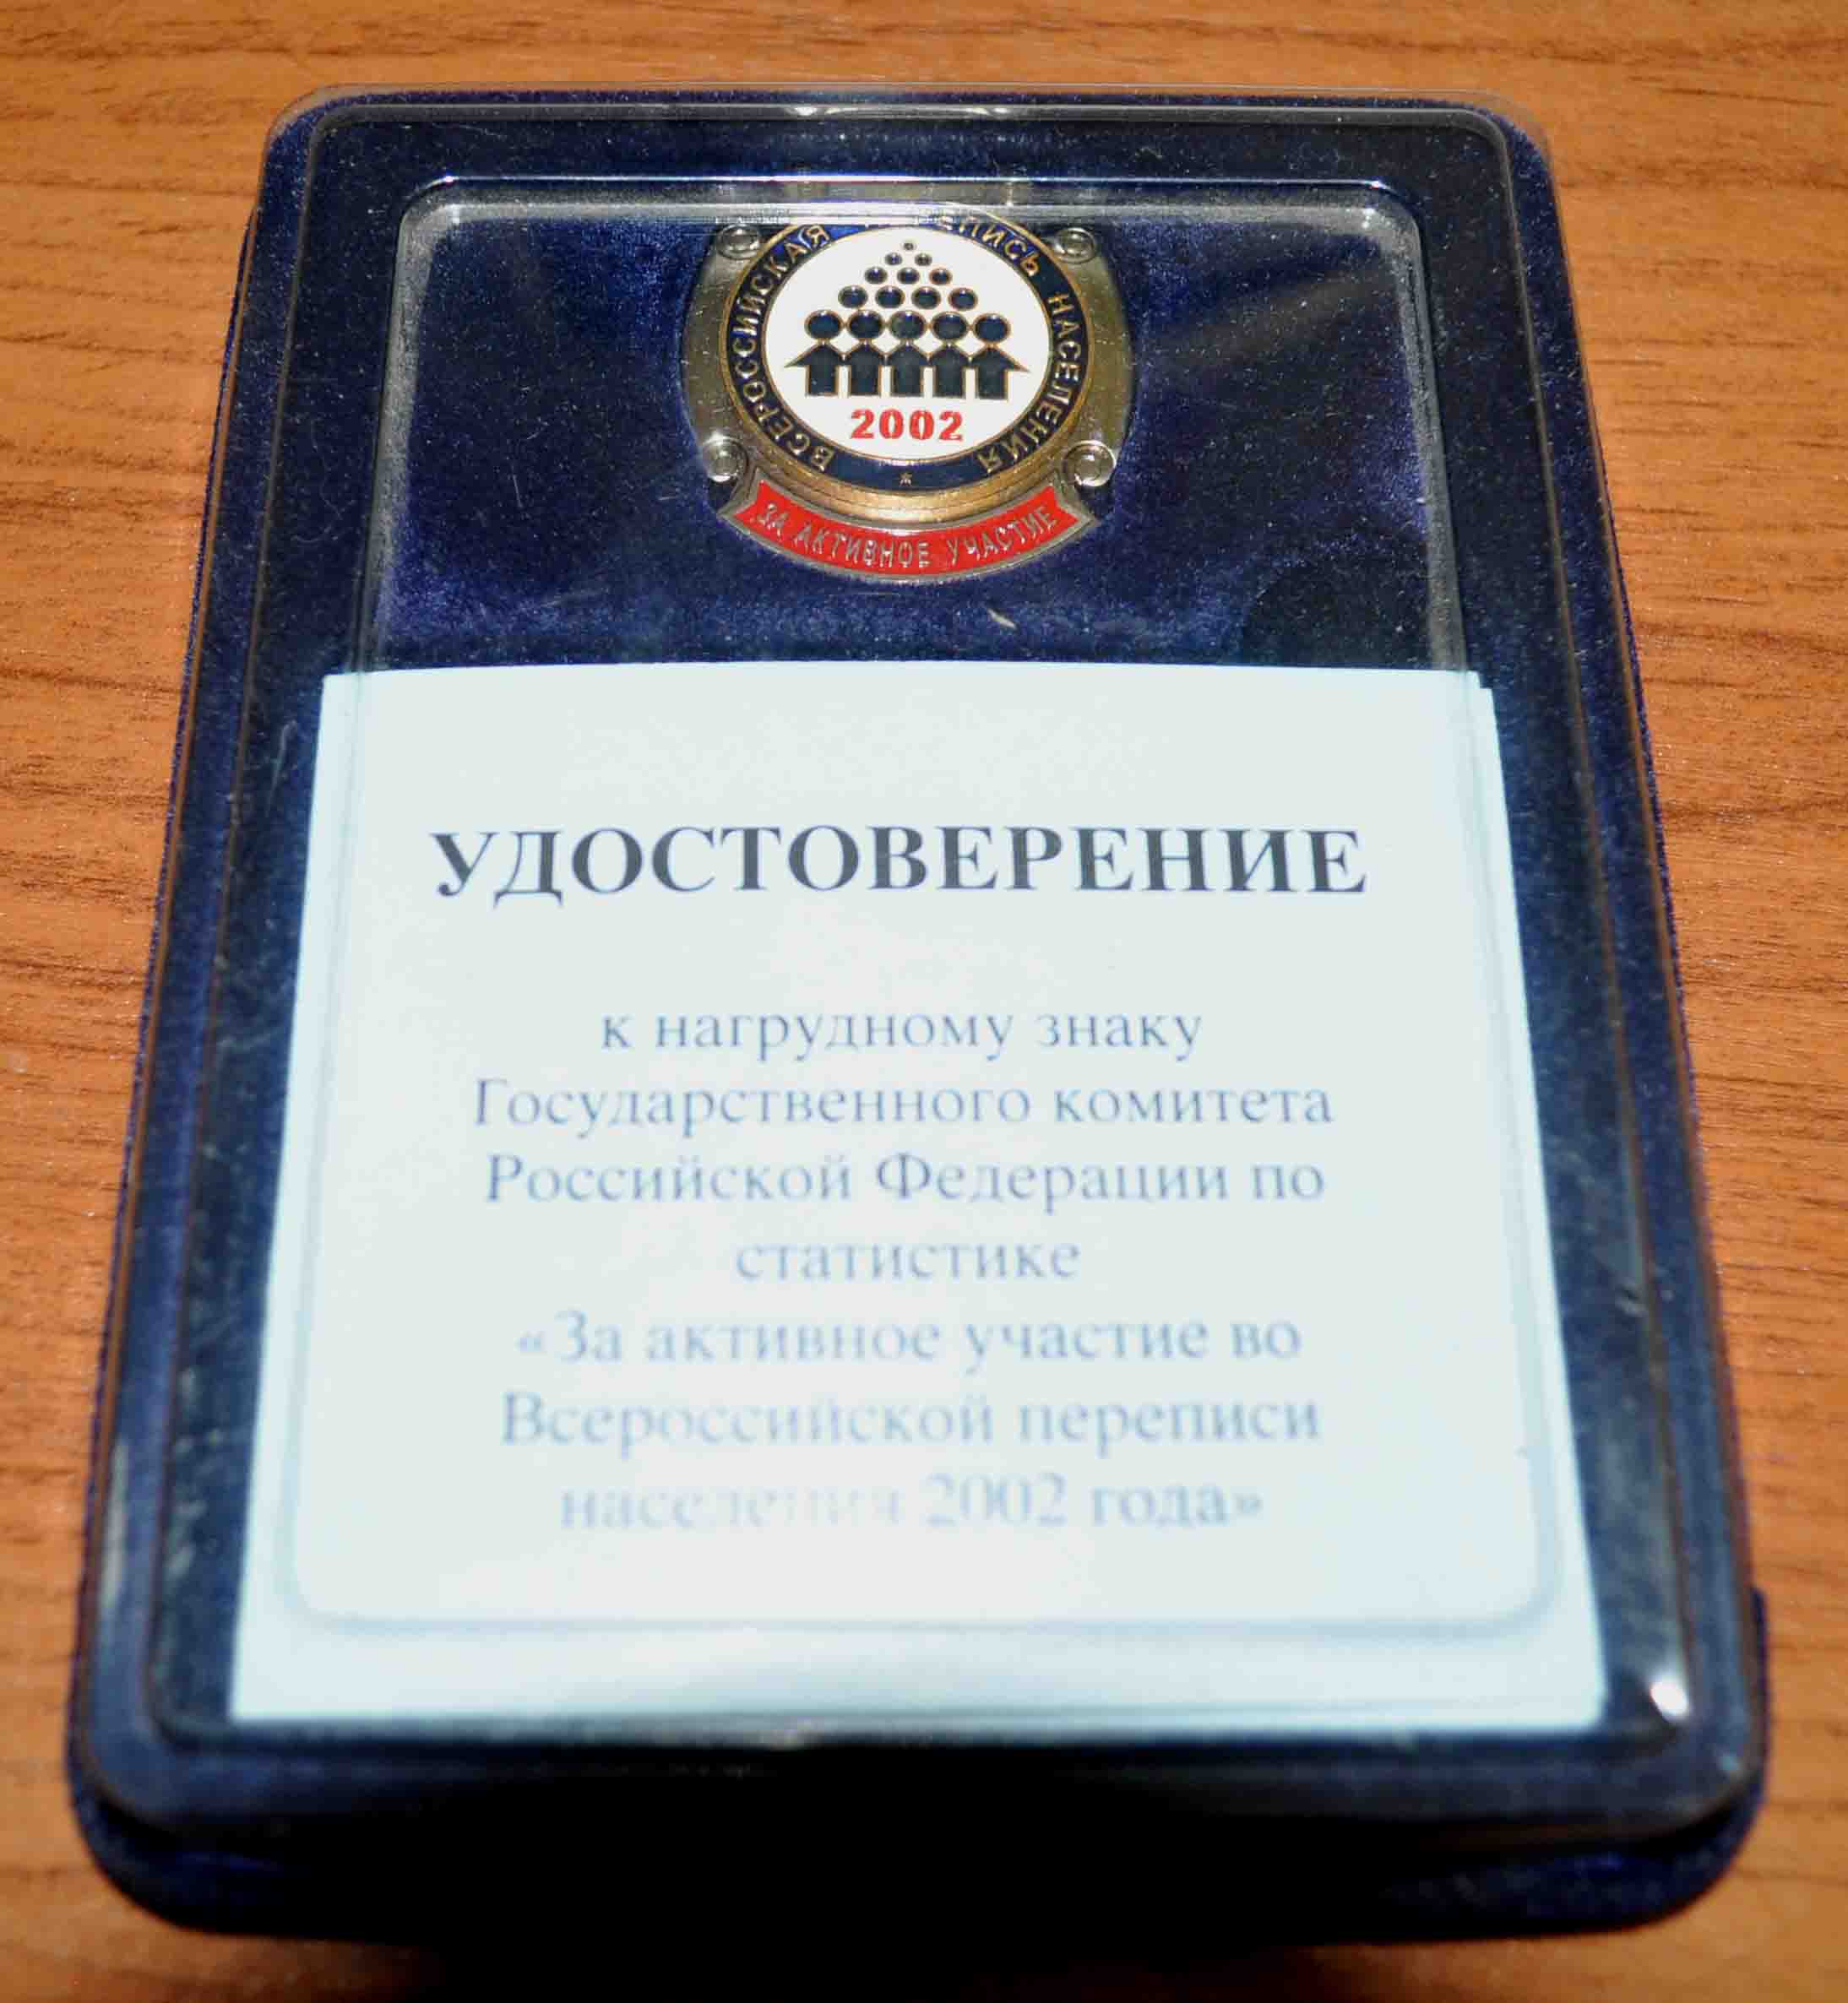 ВСЕРОССИЙСКАЯ ПЕРЕПИСЬ НАСЕЛЕНИЯ
2002
ЗА АКТИВНОЕ УЧАСТИЕ
УДОСТОВЕРЕНИЕ
к нагрудному знаку
Государственного комитета
Российской Федерации по
статистике
«За активное участие во
Всероссийской переписи
населения 2002 года»